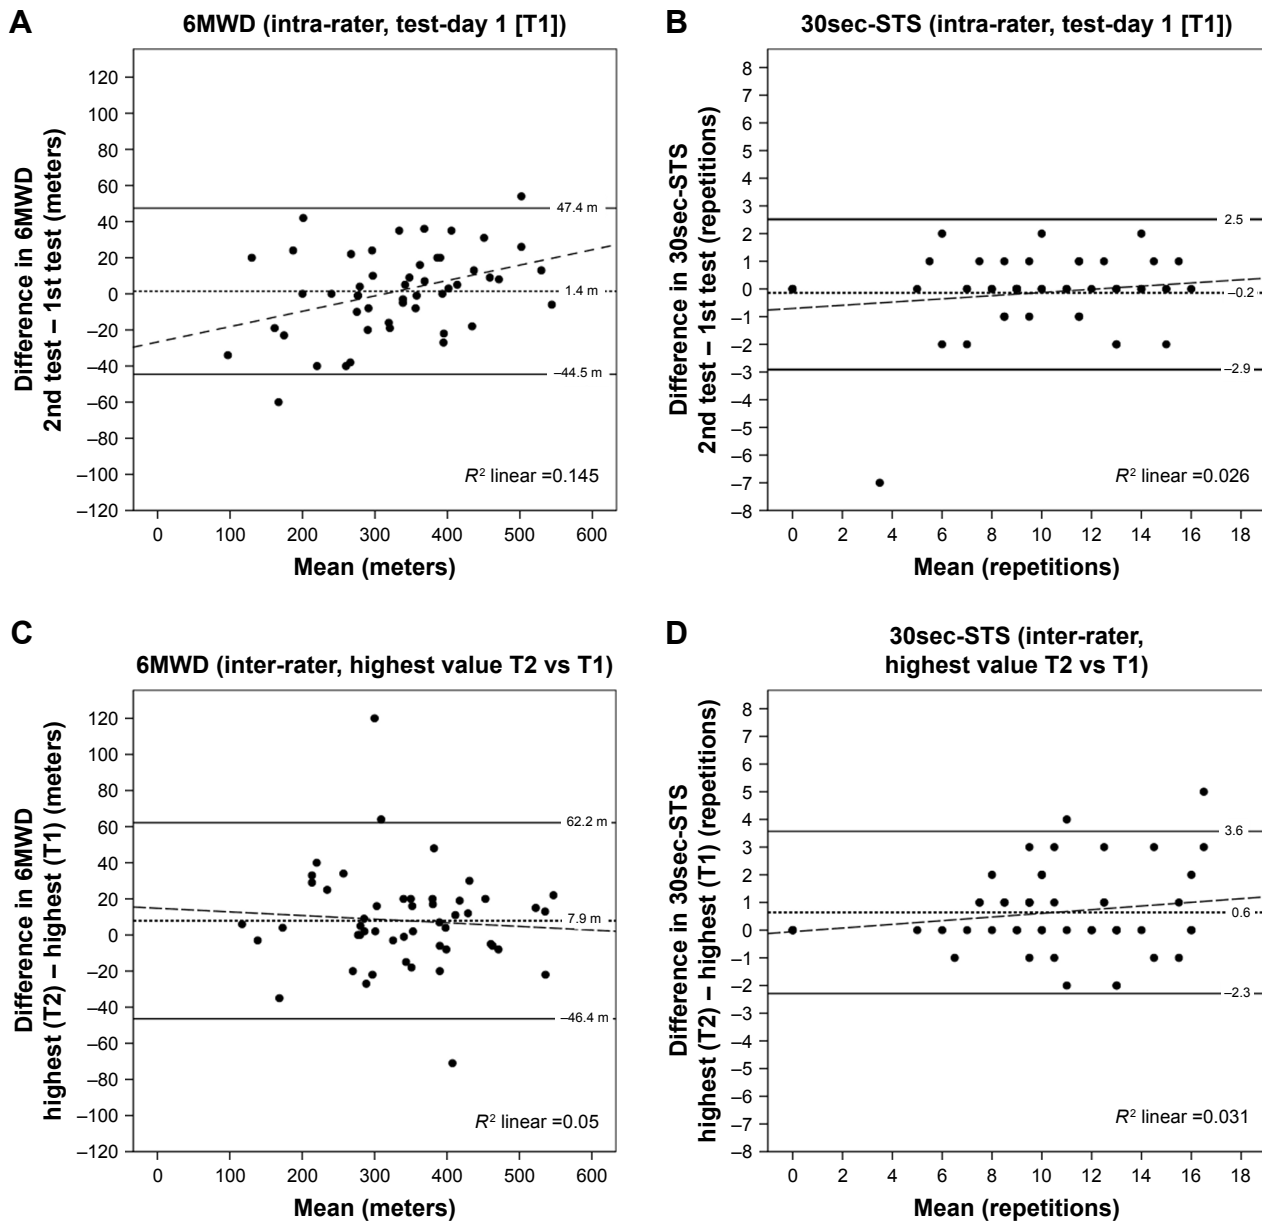 A
6MWD (intra-rater, test-day 1 [T1])
Difference in 6MWD
2nd test – 1st test (meters)
120
100
80
60
40
20
0
–20
–40
–60
–80
–100
–120
47.4 m
1.4 m
–44.5 m
R² linear =0.145
0 100 200 300 400 500 600
Mean (meters)
B
30sec-STS (intra-rater, test-day 1 [T1])
Difference in 30sec-STS
2nd test – 1st test (repetitions)
8
7
6
5
4
3
2
1
0
–1
–2
–3
–4
–5
–6
–7
–8
2.5
–0.2
–2.9
R² linear =0.026
0 2 4 6 8 10 12 14 16 18
Mean (repetitions)
C
6MWD (inter-rater, highest value T2 vs T1)
Difference in 6MWD
highest (T2) – highest (T1) (meters)
120
100
80
60
40
20
0
–20
–40
–60
–80
–100
–120
62.2 m
7.9 m
–46.4 m
R² linear =0.05
0 100 200 300 400 500 600
Mean (meters)
D
30sec-STS (inter-rater,
highest value T2 vs T1)
Difference in 30sec-STS
highest (T2) – highest (T1) (repetitions)
8
7
6
5
4
3
2
1
0
–1
–2
–3
–4
–5
–6
–7
–8
3.6
0.6
–2.3
R² linear =0.031
0 2 4 6 8 10 12 14 16 18
Mean (repetitions)